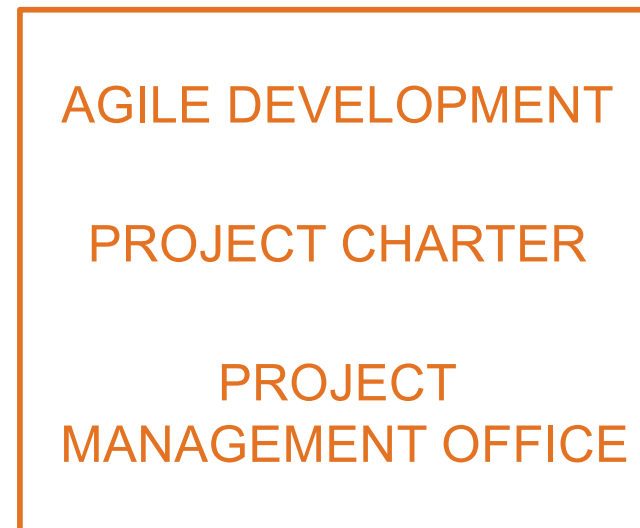 AGILE DEVELOPMENT
PROJECT CHARTER
PROJECT
MANAGEMENT OFFICE